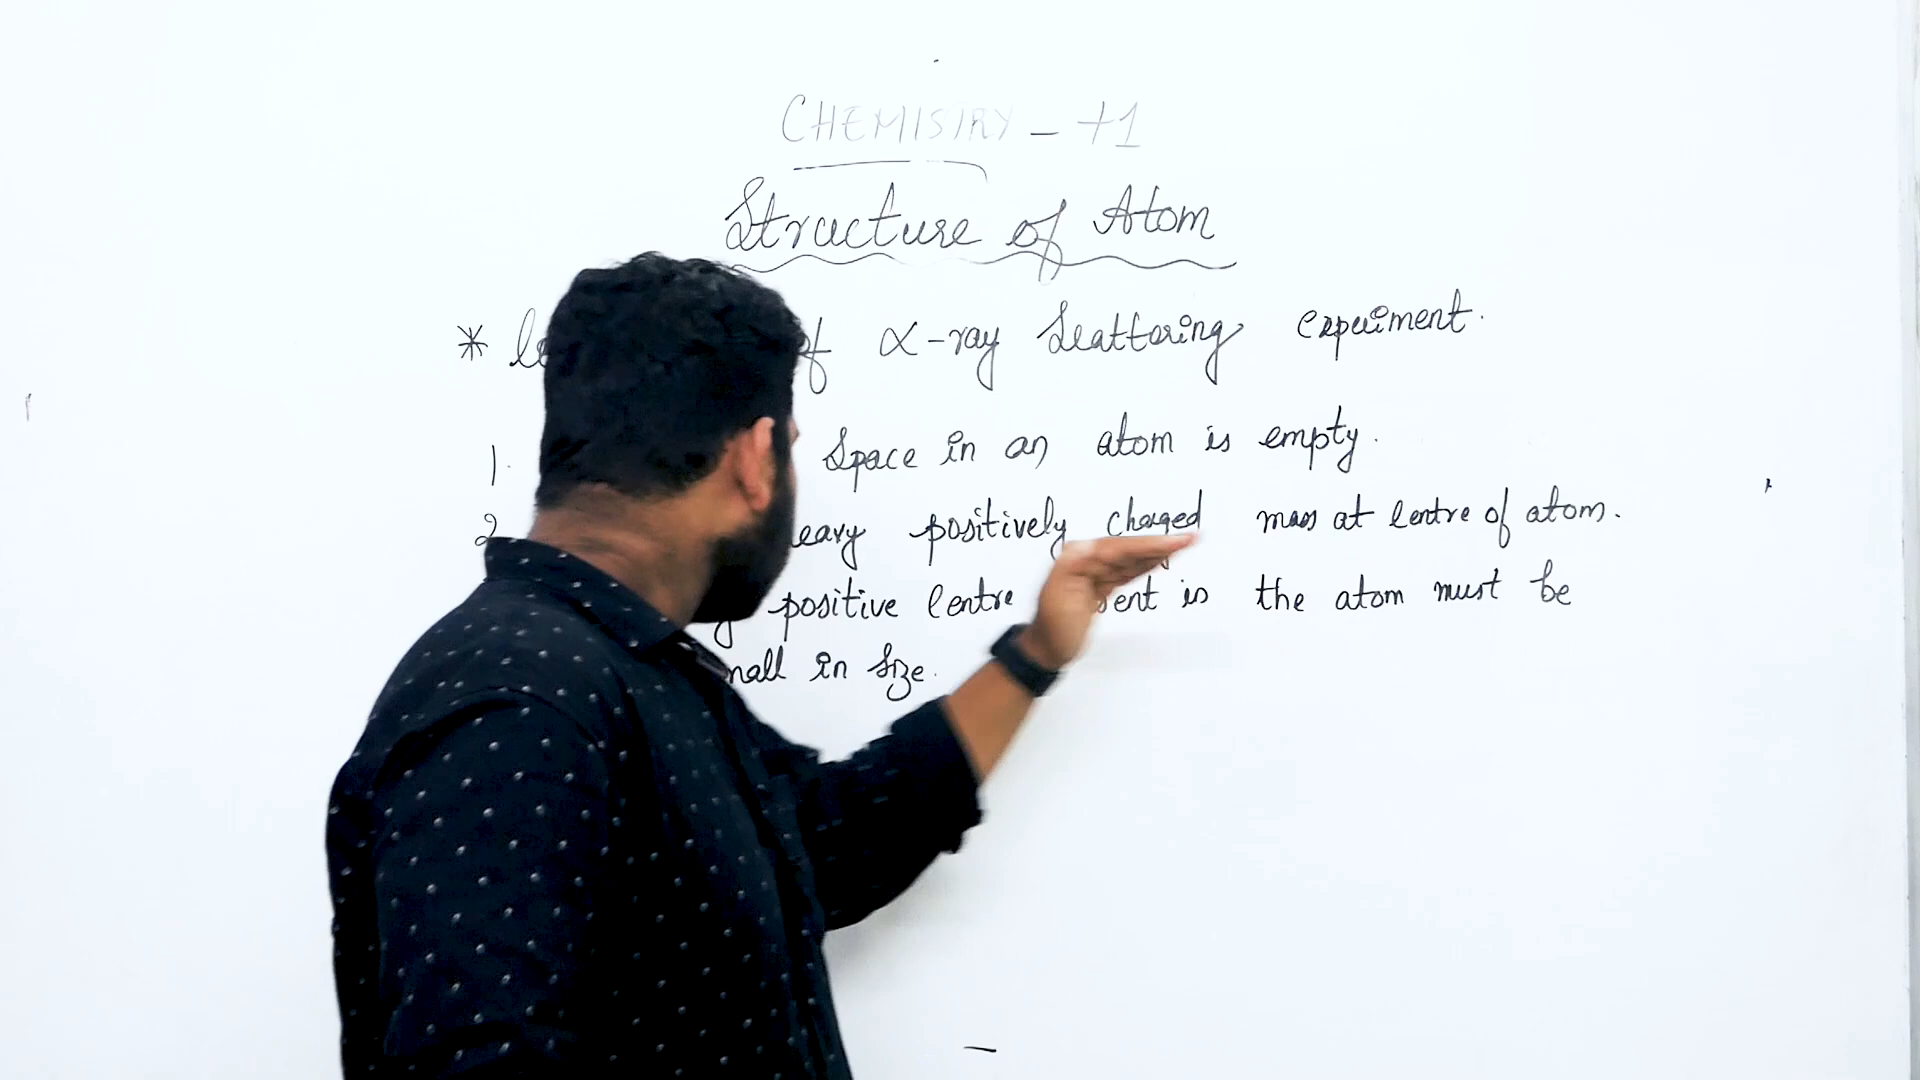 CHEMISTRY - +1
Structure of Atom
* of α-ray Scattering experiment.
1. Space in an atom is empty.
2 positively charged mass at Centre of atom.
positive Centre is the atom must be
in Size.